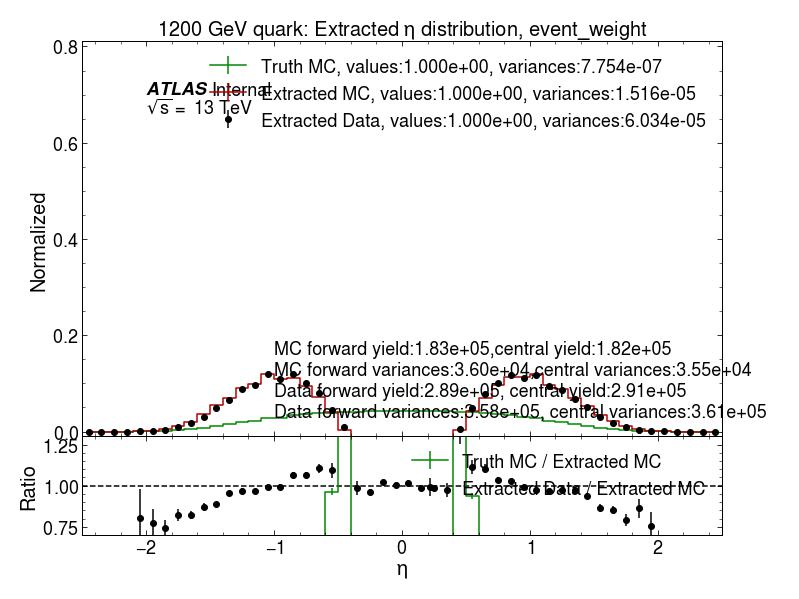 1200 GeV quark: Extracted η distribution, event_weight
Truth MC, values:1.000e+00, variances:7.754e-07
ATLAS Internal
Extracted MC, values:1.000e+00, variances:1.516e-05
√s = 13 TeV
Extracted Data, values:1.000e+00, variances:6.034e-05
0.8
0.6
0.4
0.2
0.0
Normalized
MC forward yield:1.83e+05,central yield:1.82e+05
MC forward variances:3.60e+04,central variances:3.55e+04
Data forward yield:2.89e+05, central yield:2.91e+05
Data forward variances:3.58e+05, central variances:3.61e+05
1.25
1.00
0.75
Ratio
Truth MC / Extracted MC
Extracted Data / Extracted MC
−2 −1 0 1 2
η